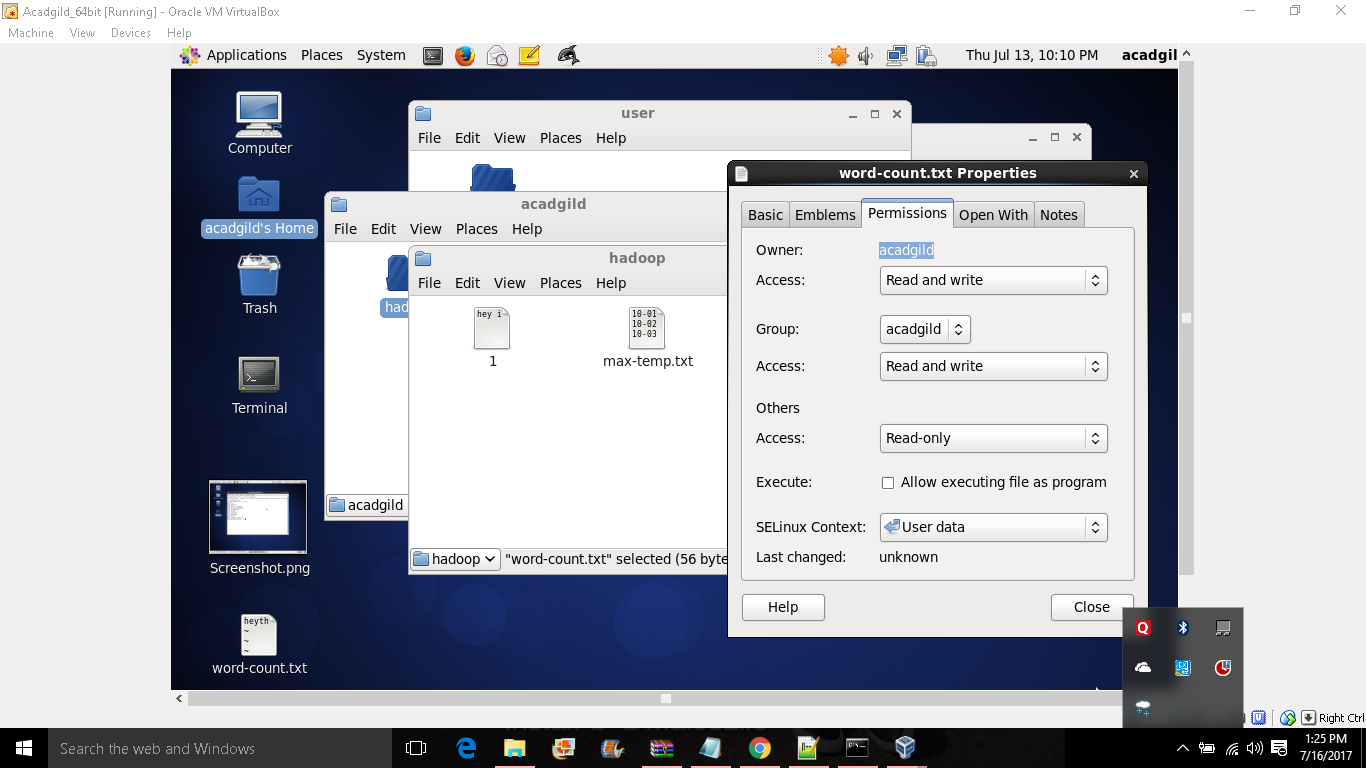 Acadgild_64bit [Running] - Oracle VM VirtualBox
Machine View Devices Help
Applications Places System
Thu Jul 13, 10:10 PM acadgil
Computer
acadgild's Home
Trash
Terminal
Screenshot.png
heyth
~
~
~
word-count.txt
user
File Edit View Places Help
acadgild
File Edit View Places Help
had
acadgild
hadoop
File Edit View Places Help
hey i
1
10-01
10-02
10-03
max-temp.txt
hadoop "word-count.txt" selected (56 byte
word-count.txt Properties
Basic Emblems Permissions Open With Notes
Owner: acadgild
Access: Read and write
Group: acadgild
Access: Read and write
Others
Access: Read-only
Execute: Allow executing file as program
SELinux Context: User data
Last changed: unknown
Help Close
Right Ctrl
Search the web and Windows
1:25 PM
7/16/2017